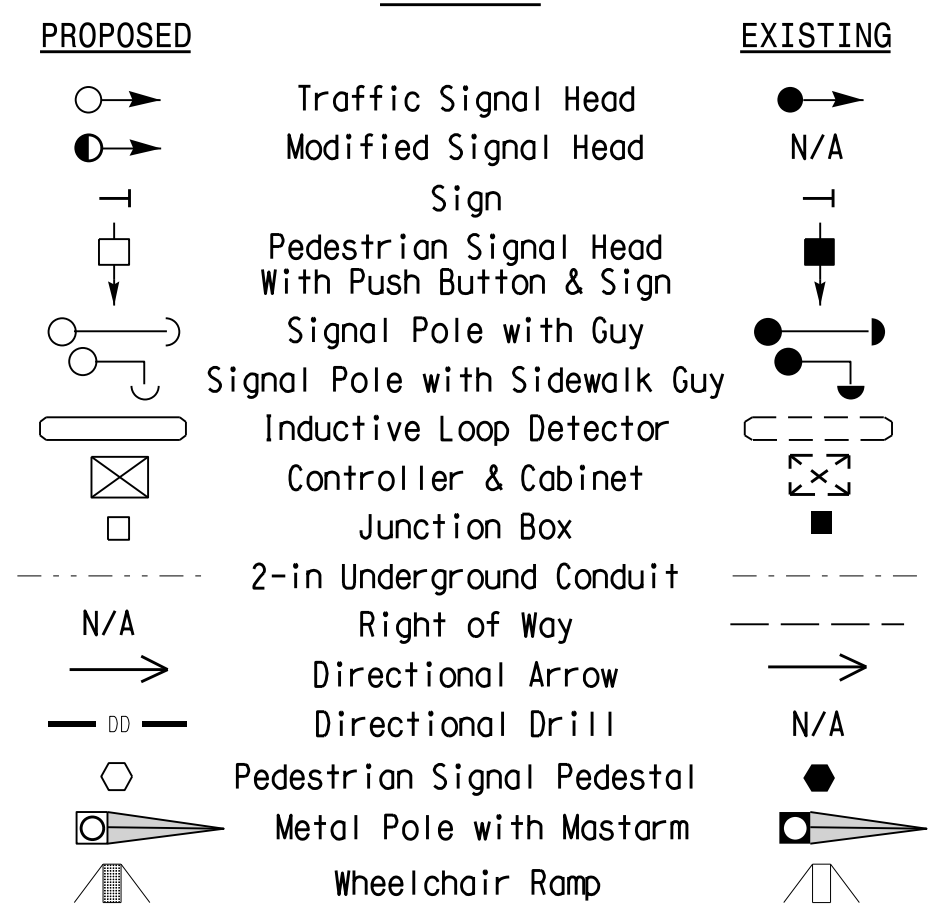 PROPOSED EXISTING
Traffic Signal Head
Modified Signal Head N/A
Sign
Pedestrian Signal Head
With Push Button & Sign
Signal Pole with Guy
Signal Pole with Sidewalk Guy
Inductive Loop Detector
Controller & Cabinet
Junction Box
2-in Underground Conduit
N/A Right of Way
Directional Arrow
DD Directional Drill N/A
Pedestrian Signal Pedestal
Metal Pole with Mastarm
Wheelchair Ramp